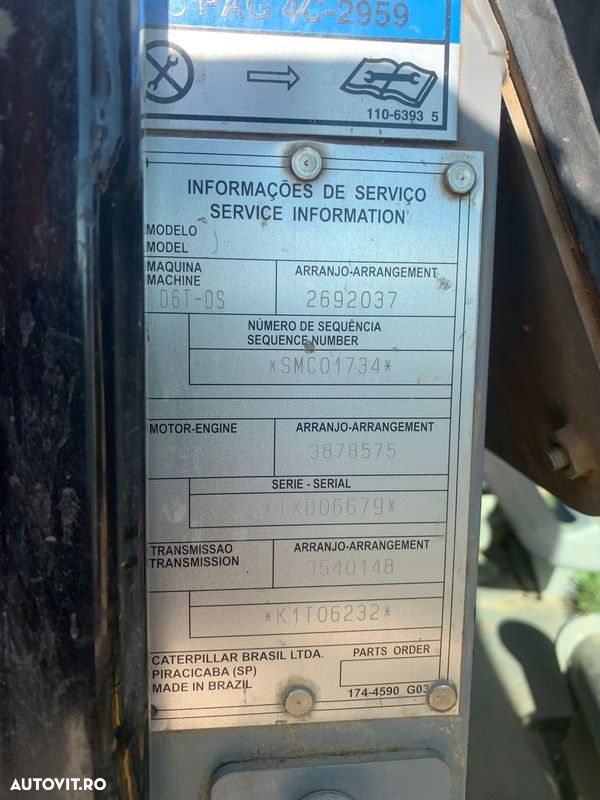 C PAG 4C-2959
110-6393 5
INFORMAÇÕES DE SERVIÇO
SERVICE INFORMATION
MODELO
MODEL
MAQUINA
MACHINE
ARRANJO-ARRANGEMENT
D6T-DS
2692037
NÚMERO DE SEQUÊNCIA
SEQUENCE NUMBER
*SMC01734*
MOTOR-ENGINE
ARRANJO-ARRANGEMENT
3878575
SERIE - SERIAL
*TXD06679*
TRANSMISSAO
TRANSMISSION
ARRANJO-ARRANGEMENT
3540148
*K1T06232*
CATERPILLAR BRASIL LTDA.
PIRACICABA (SP)
MADE IN BRAZIL
PARTS ORDER
174-4590 G03
AUTOVIT.RO